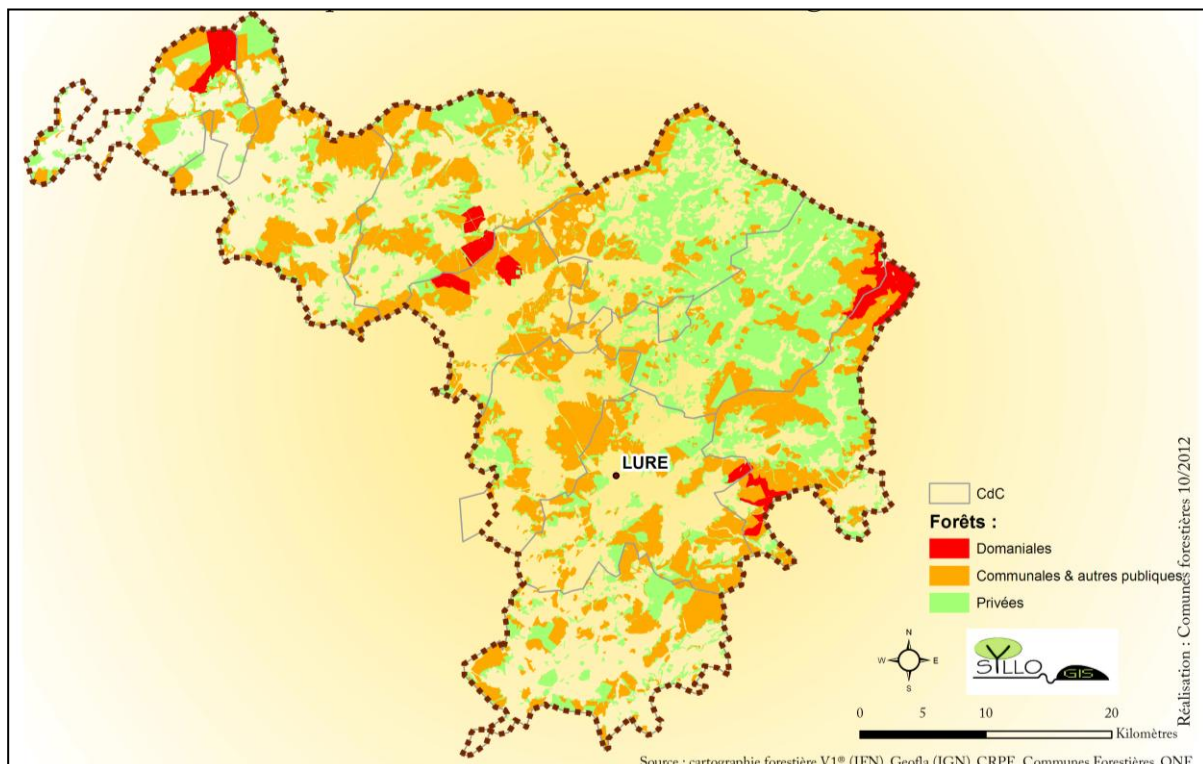 LURE
CdC
Forêts :
Domaniales
Communales & autres publiques
Privées
N
W E
S
SYLLO GIS
0 5 10 20
Kilomètres
Réalisation : Comunes forestières 10/2012
Source : cartographie forestière V1® (IFN), Geofla (IGN), CRPF, Communes Forestières, ONF